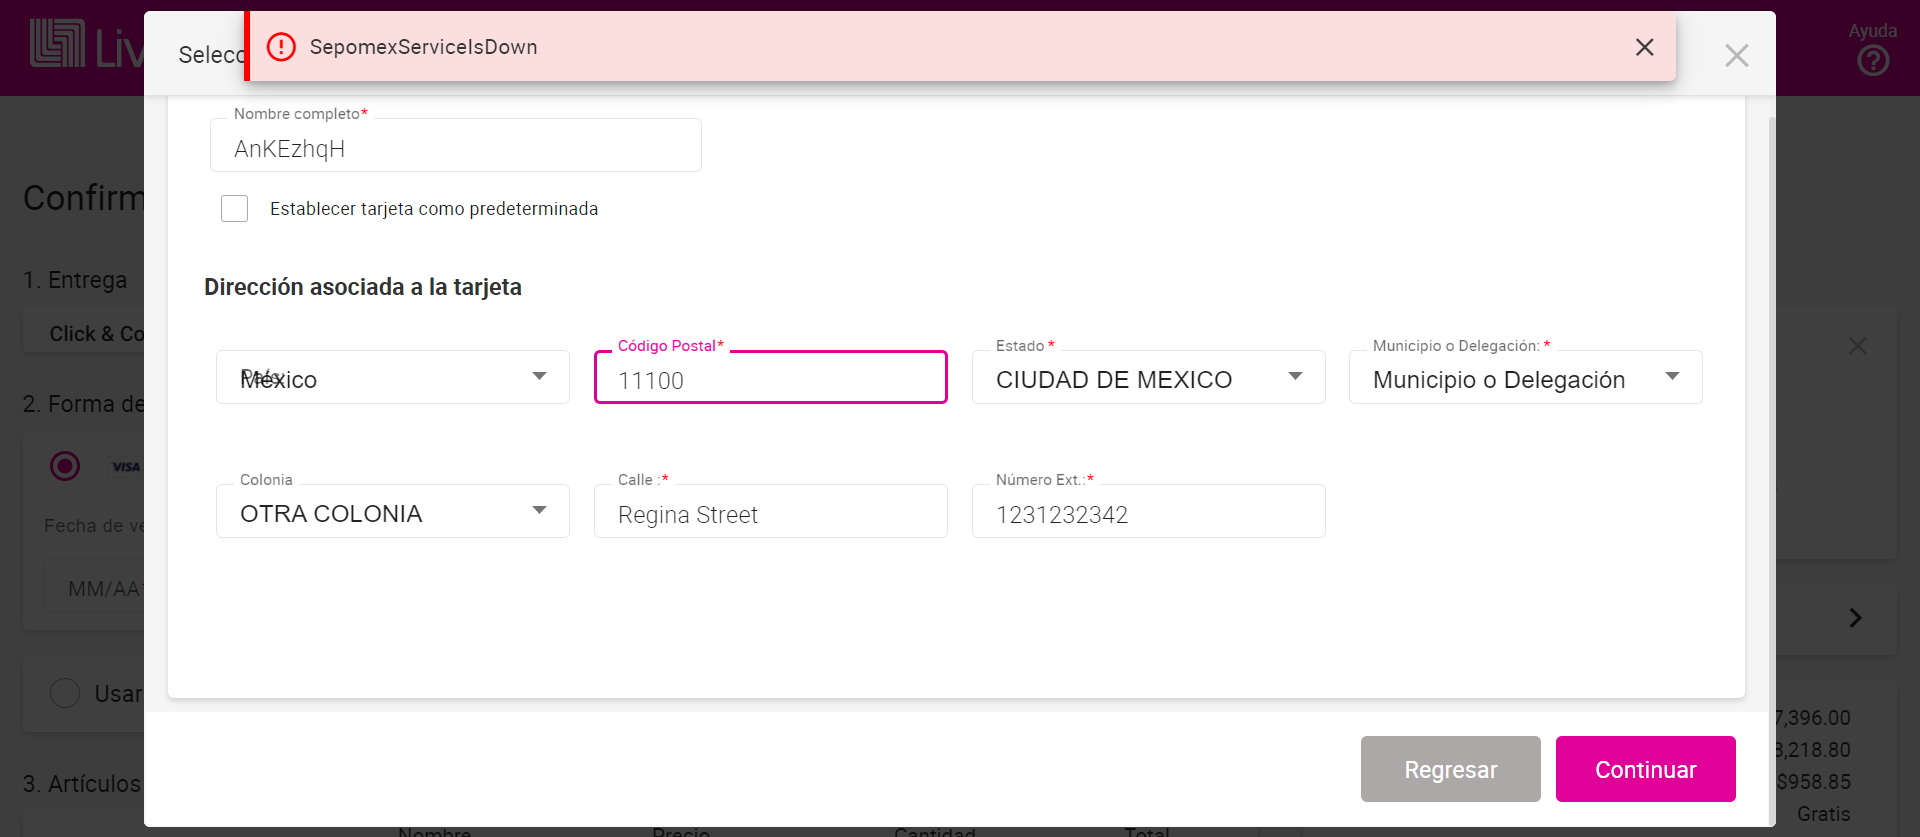 Liv
Ayuda
Selecc
SepomexServiceIsDown
Nombre completo*
AnKEzhqH
Establecer tarjeta como predeterminada
Confirm
1. Entrega
Click & Co
Dirección asociada a la tarjeta
País:
México
Código Postal*
11100
Estado *
CIUDAD DE MEXICO
Municipio o Delegación: *
Municipio o Delegación
2. Forma de
VISA
Colonia
OTRA COLONIA
Calle :*
Regina Street
Número Ext.:*
1231232342
Fecha de ve
MM/AA*
Usar
7,396.00
3,218.80
$958.85
Gratis
Regresar
Continuar
3. Artículos
Nombre
Precio
Cantidad
Total